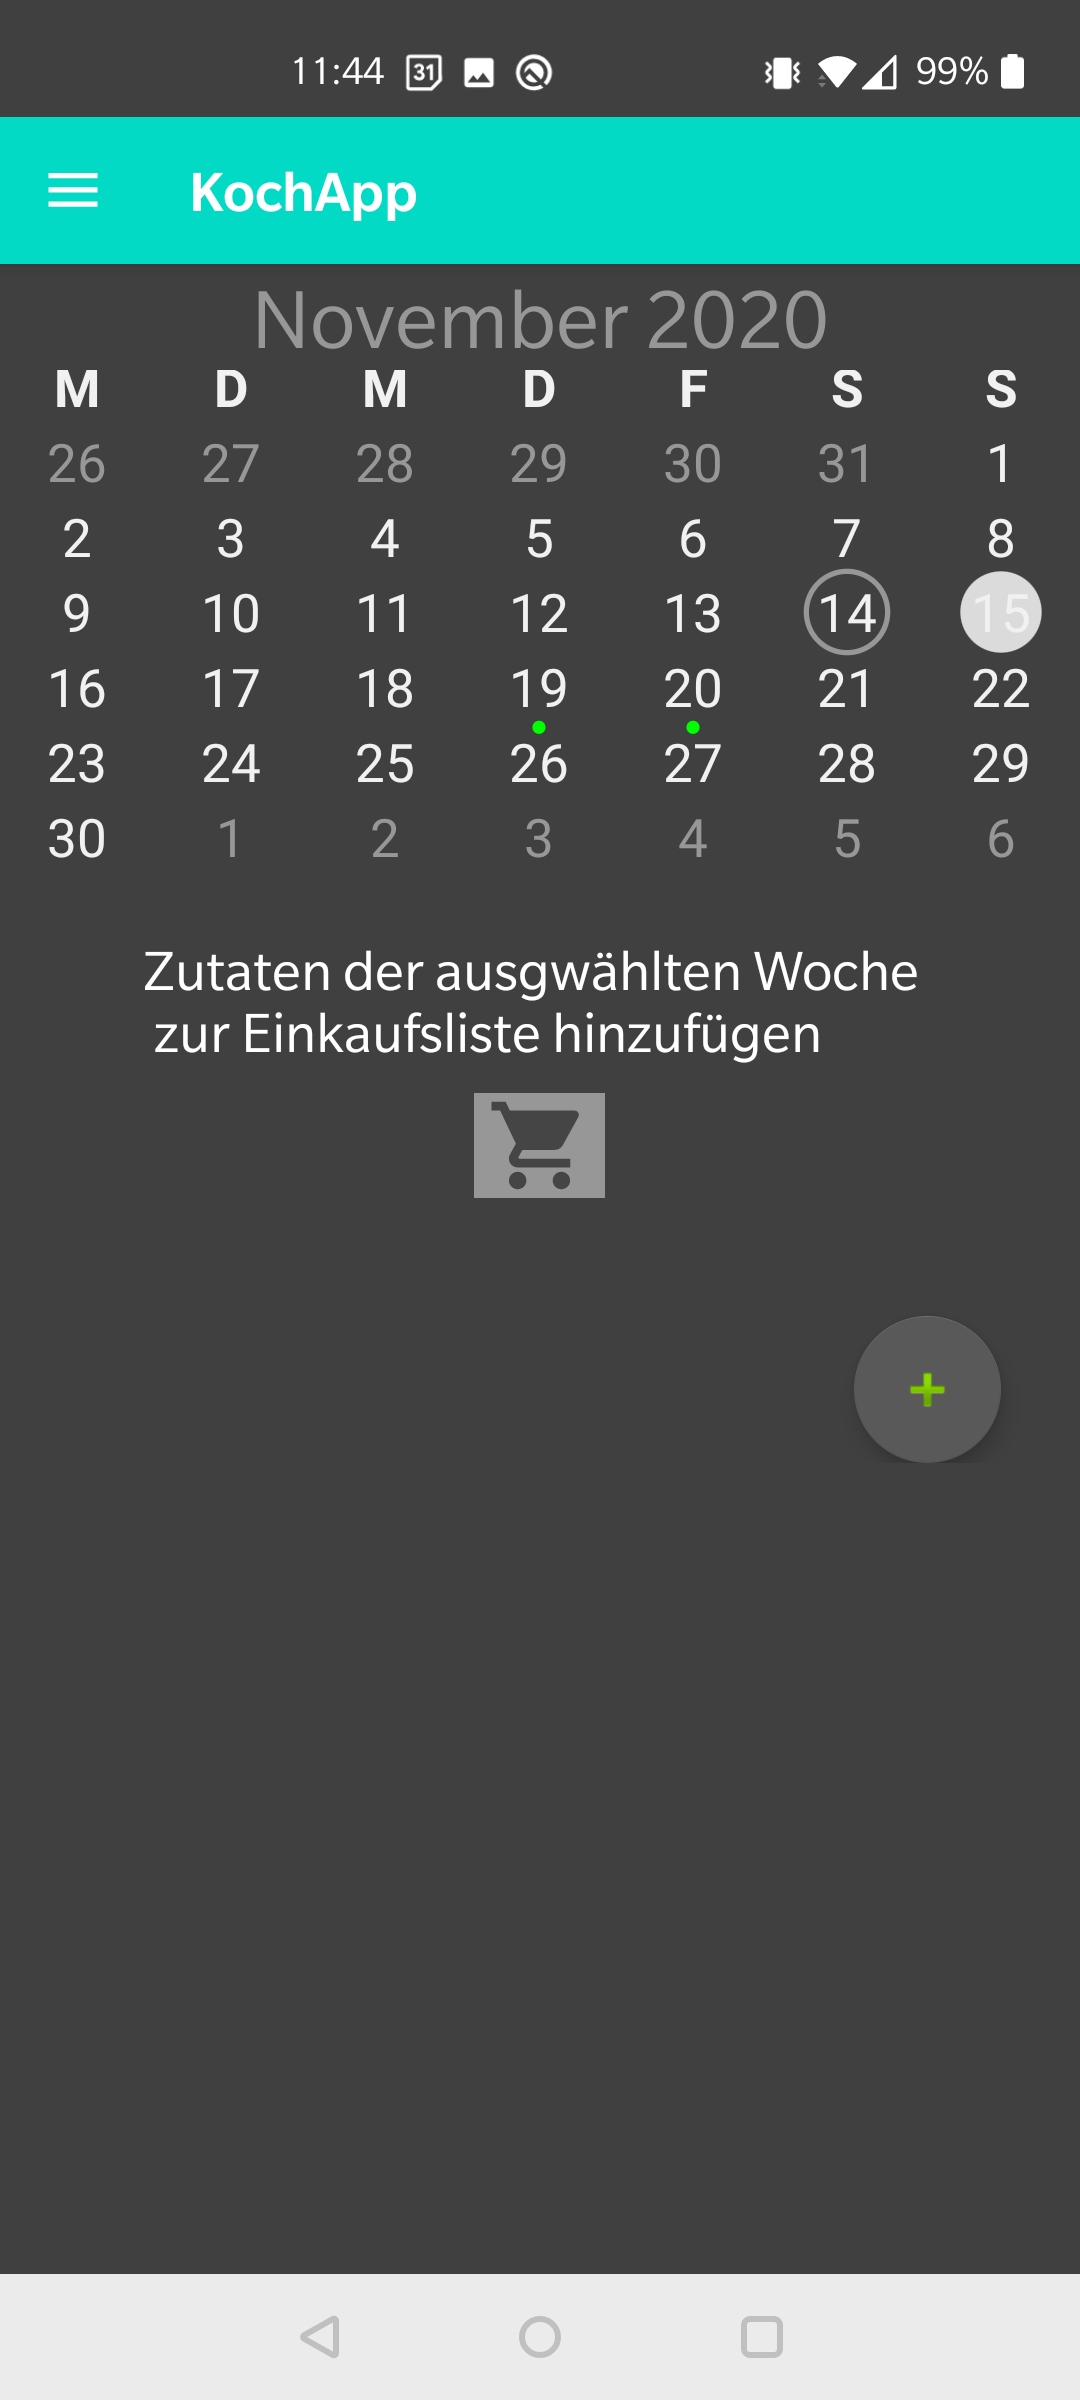 11:44 31 99%
KochApp
November 2020
M D M D F S S
26 27 28 29 30 31 1
2 3 4 5 6 7 8
9 10 11 12 13 14 15
16 17 18 19 20 21 22
23 24 25 26 27 28 29
30 1 2 3 4 5 6
Zutaten der ausgwählten Woche
zur Einkaufsliste hinzufügen
+